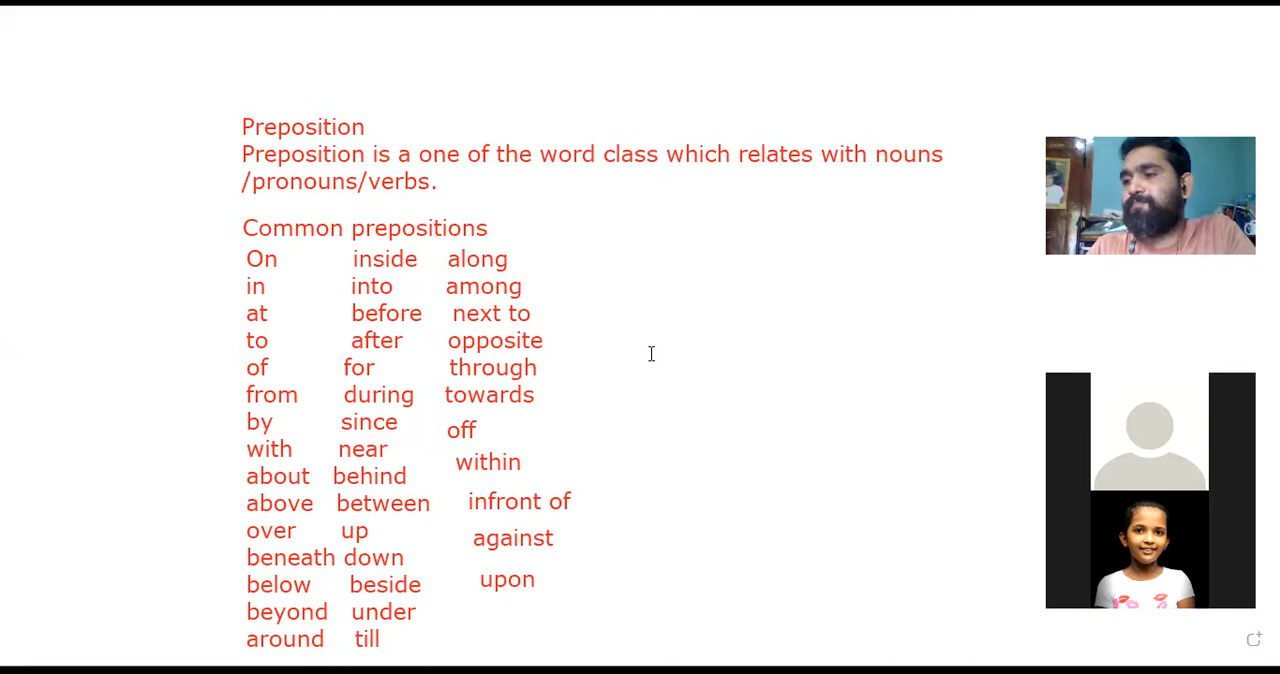 Preposition
Preposition is a one of the word class which relates with nouns
/pronouns/verbs.
Common prepositions
On inside along
in into among
at before next to
to after opposite
of for through
from during towards
by since off
with near within
about behind
above between infront of
over up against
beneath down
below beside upon
beyond under
around till